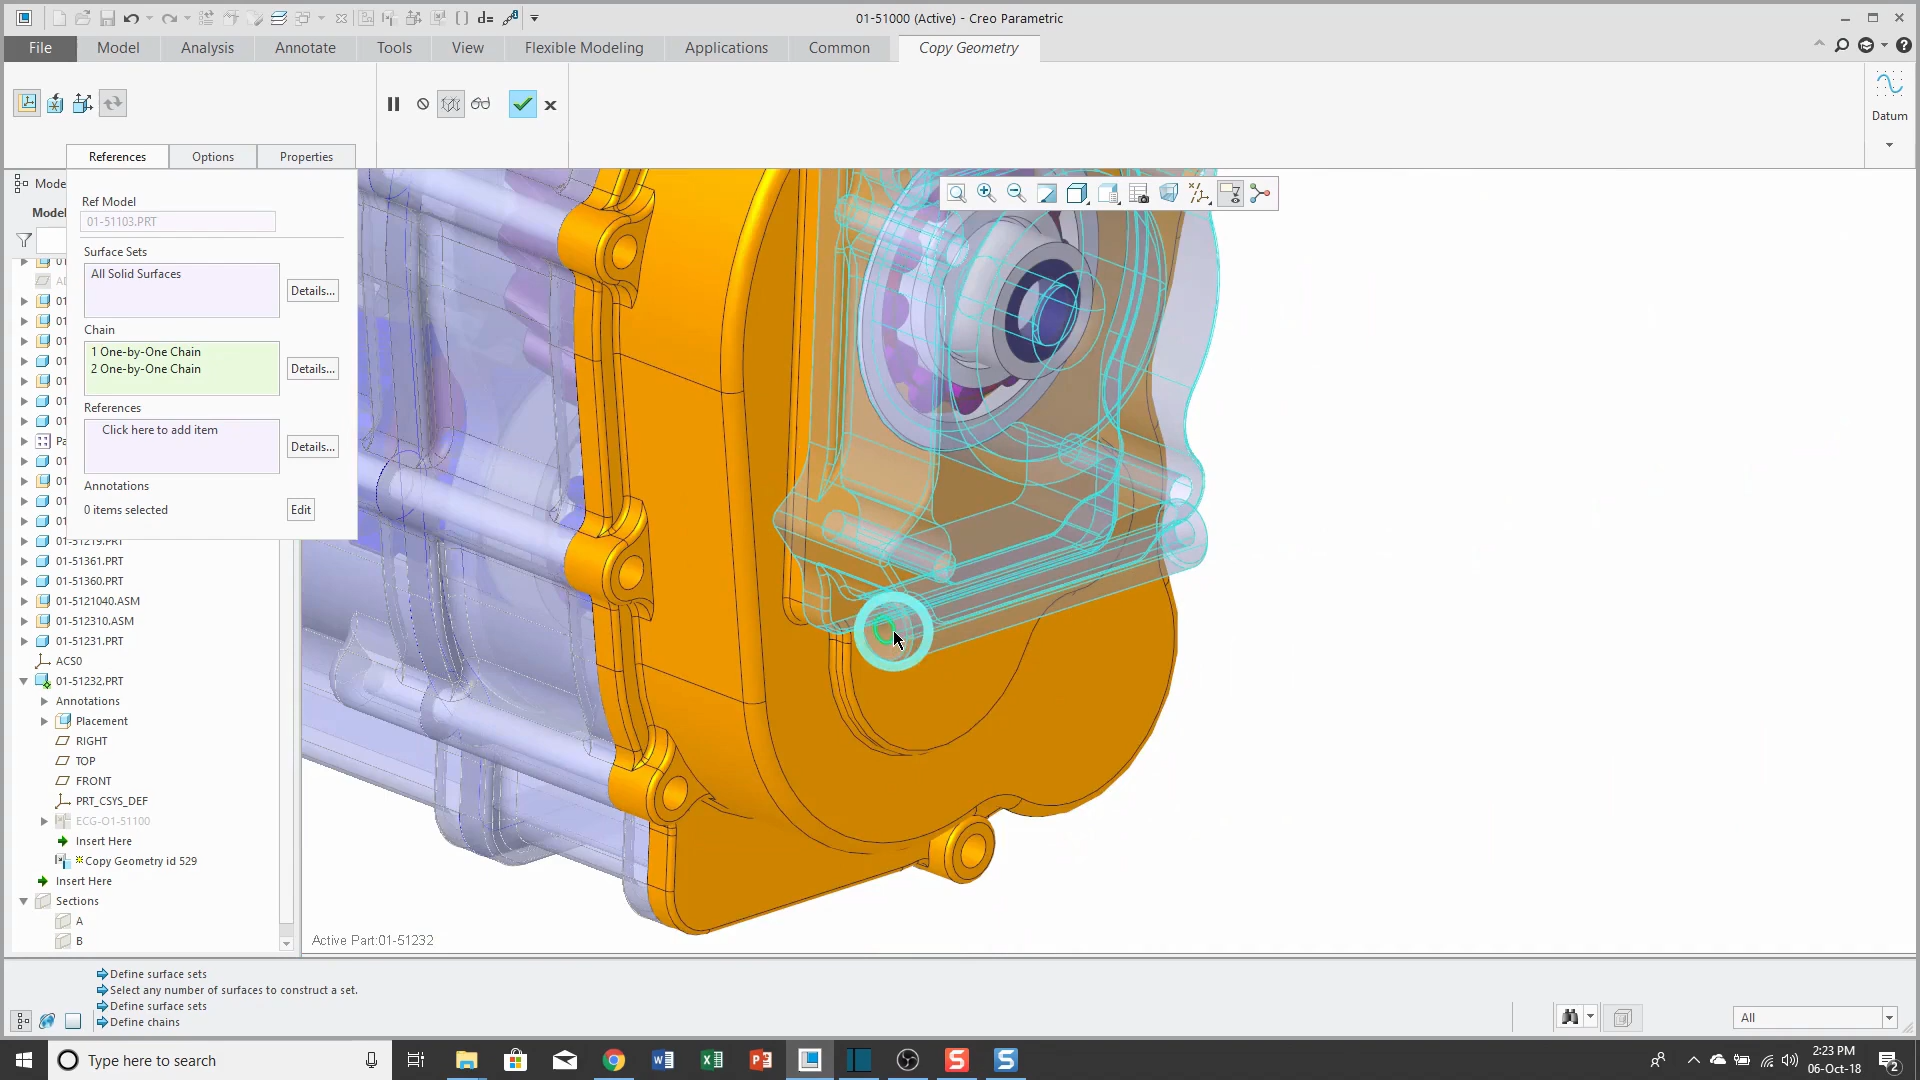 01-51000 (Active) - Creo Parametric
File Model Analysis Annotate Tools View Flexible Modeling Applications Common Copy Geometry
Datum
References Options Properties
Ref Model
01-51103.PRT
Surface Sets
All Solid Surfaces
Details...
Chain
1 One-by-One Chain
2 One-by-One Chain
Details...
References
Click here to add item
Details...
Annotations
0 items selected
Edit
01-51361.PRT
01-51360.PRT
01-5121040.ASM
01-512310.ASM
01-51231.PRT
ACS0
01-51232.PRT
Annotations
Placement
RIGHT
TOP
FRONT
PRT_CSYS_DEF
ECG-O1-51100
Insert Here
Copy Geometry id 529
Insert Here
Sections
A
B
Active Part:01-51232
Define surface sets
Select any number of surfaces to construct a set.
Define surface sets
Define chains
All
Type here to search
2:23 PM
06-Oct-18
2